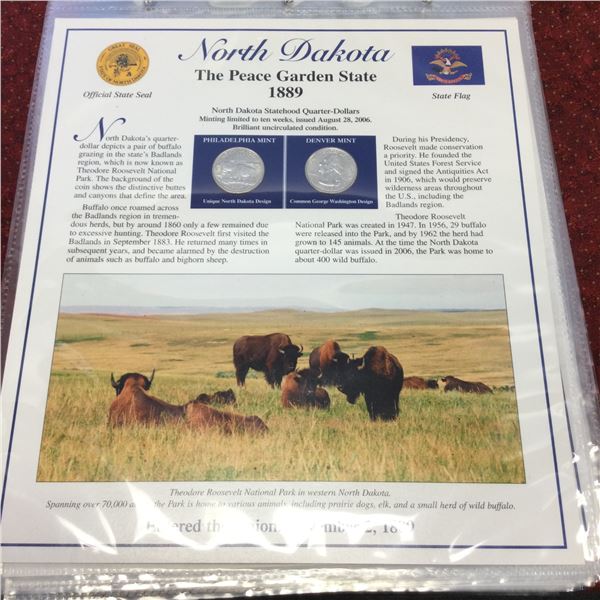 North Dakota
The Peace Garden State
1889
Official State Seal
State Flag
North Dakota Statehood Quarter-Dollars
Minting limited to ten weeks, issued August 28, 2006.
Brilliant uncirculated condition.
North Dakota's quarter-
dollar depicts a pair of buffalo
grazing in the state's Badlands
region, which is now known as
Theodore Roosevelt National
Park. The background of the
coin shows the distinctive buttes
and canyons that define the area.
Buffalo once roamed across
the Badlands region in tremen-
dous herds, but by around 1860 only a few remained due
to excessive hunting. Theodore Roosevelt first visited the
Badlands in September 1883. He returned many times in
subsequent years, and became alarmed by the destruction
of animals such as buffalo and bighorn sheep.
PHILADELPHIA MINT
Unique North Dakota Design
DENVER MINT
Common George Washington Design
During his Presidency,
Roosevelt made conservation
a priority. He founded the
United States Forest Service
and signed the Antiquities Act
in 1906, which would preserve
wilderness areas throughout
the U.S., including the
Badlands region.
Theodore Roosevelt
National Park was created in 1947. In 1956, 29 buffalo
were released into the Park, and by 1962 the herd had
grown to 145 animals. At the time the North Dakota
quarter-dollar was issued in 2006, the Park was home to
about 400 wild buffalo.
Theodore Roosevelt National Park in western North Dakota.
Spanning over 70,000 the Park is home to various animals, including prairie dogs, elk, and a small herd of wild buffalo.